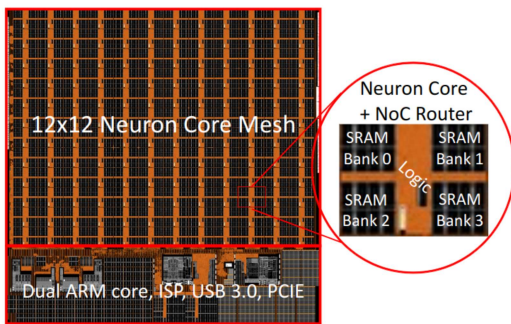 12x12 Neuron Core Mesh
Dual ARM core, ISP, USB 3.0, PCIE
Neuron Core
+ NoC Router
SRAM
Bank 0
SRAM
Bank 1
Logic
SRAM
Bank 2
SRAM
Bank 3